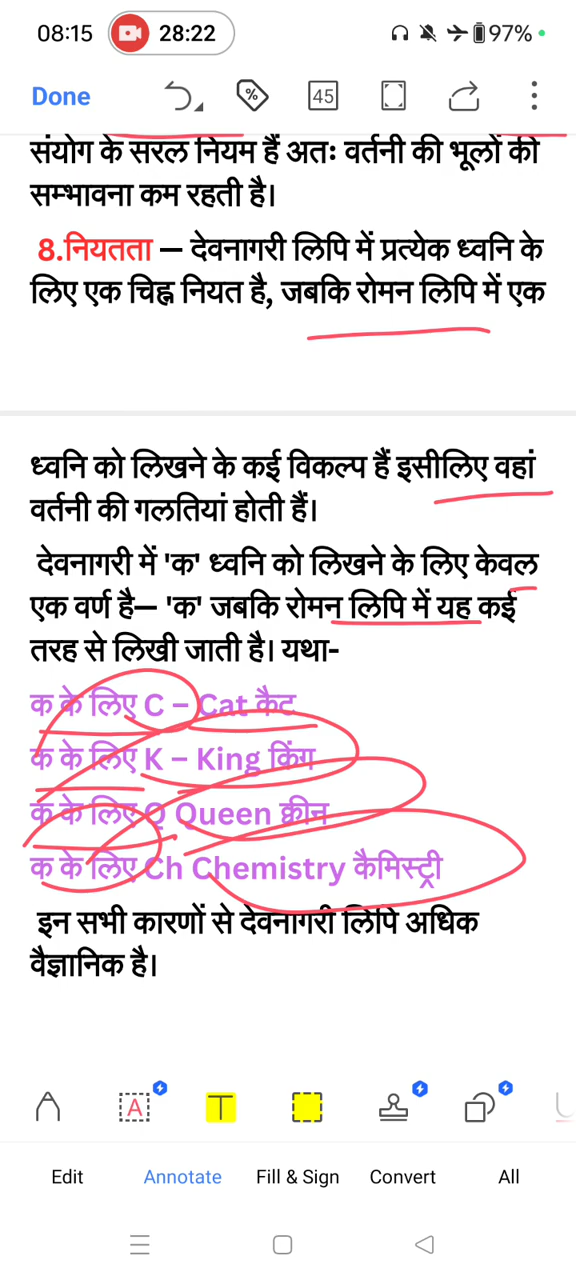 08:15 28:22 97%
Done % 45
संयोग के सरल नियम हैं अतः वर्तनी की भूलों की
सम्भावना कम रहती है।
8.नियतता — देवनागरी लिपि में प्रत्येक ध्वनि के
लिए एक चिह्न नियत है, जबकि रोमन लिपि में एक
ध्वनि को लिखने के कई विकल्प हैं इसीलिए वहां
वर्तनी की गलतियां होती हैं।
देवनागरी में 'क' ध्वनि को लिखने के लिए केवल
एक वर्ण है— 'क' जबकि रोमन लिपि में यह कई
तरह से लिखी जाती है। यथा-
क के लिए C – Cat कैट
क के लिए K – King किंग
क के लिए Q Queen क्वीन
क के लिए Ch Chemistry कैमिस्ट्री
इन सभी कारणों से देवनागरी लिपि अधिक
वैज्ञानिक है।
A T
Edit Annotate Fill & Sign Convert All